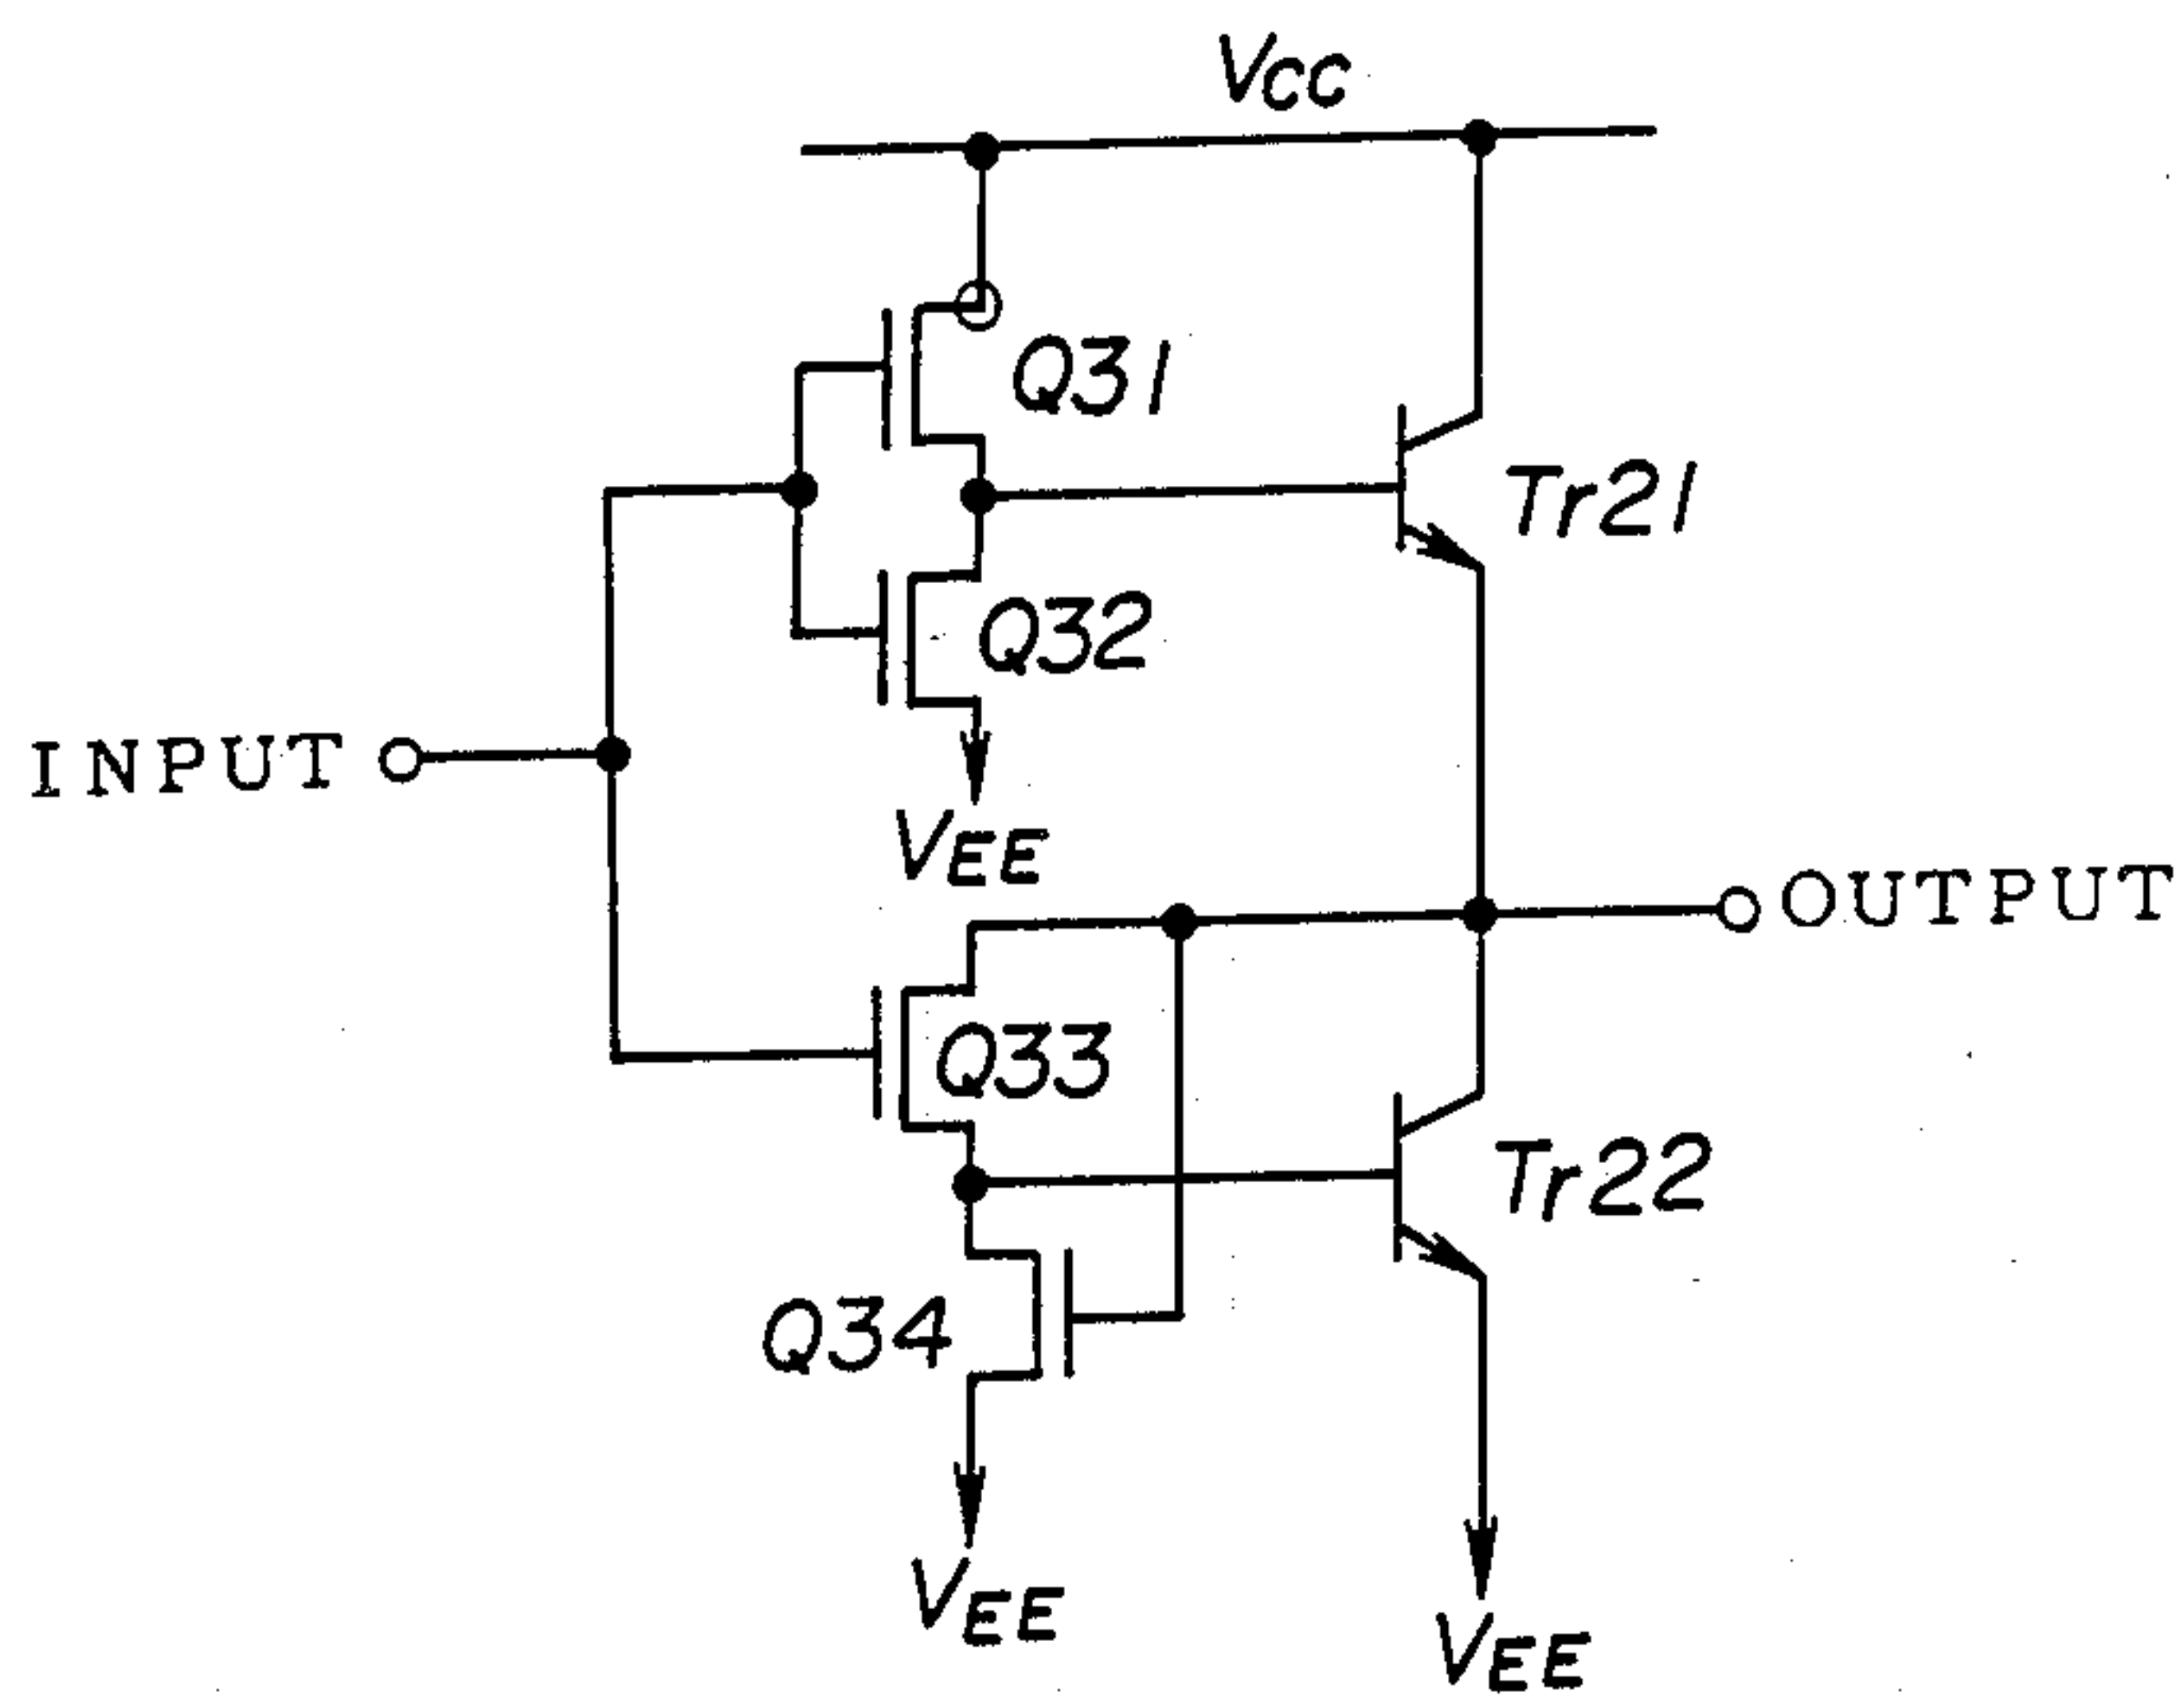 VCC
Q31
Tr21
Q32
INPUT
VEE
OUTPUT
Q33
Tr22
Q34
VEE
VEE